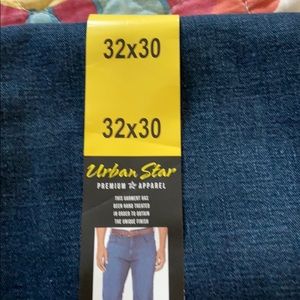 32x30
32x30
Urban Star
PREMIUM ☆ APPAREL
THIS GARMENT HAS
BEEN HAND TREATED
IN ORDER TO OBTAIN
THE UNIQUE FINISH